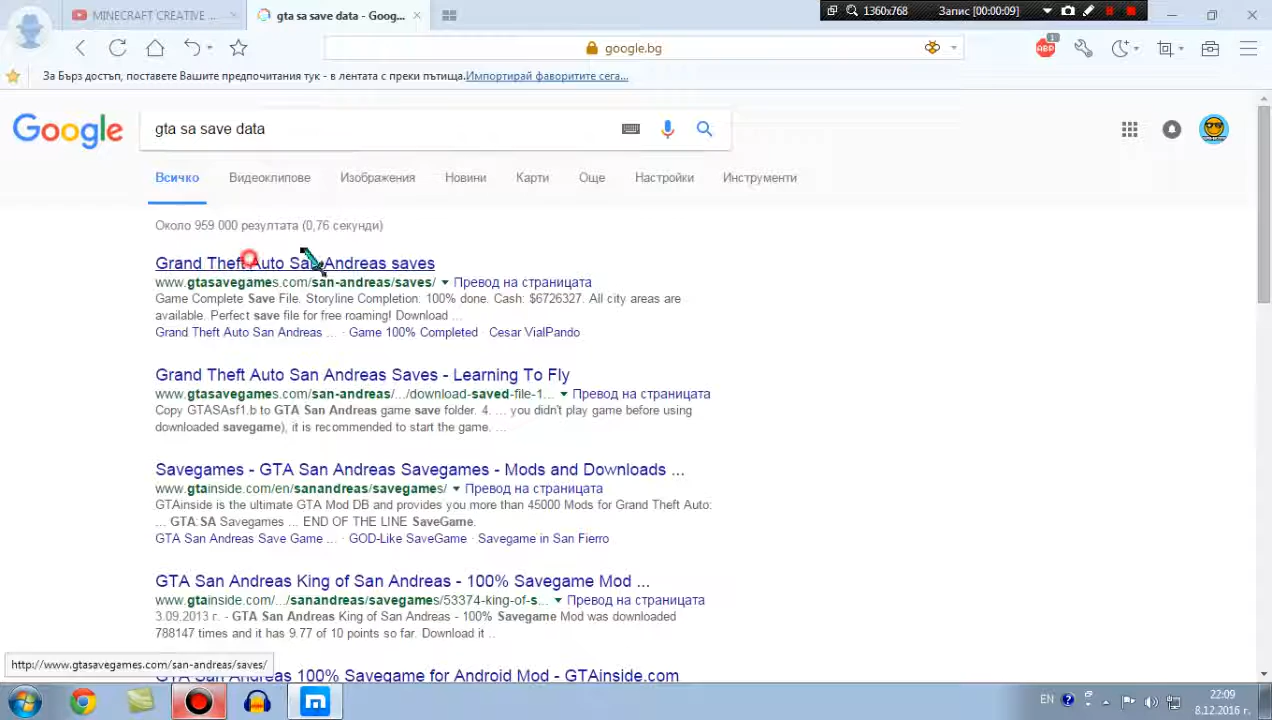 MINECRAFT CREATIVE ...
gta sa save data - Goog...
1360x768
Запис [00:00:09]
google.bg
ABP
1
За Бърз достъп, поставете Вашите предпочитания тук - в лентата с преки пътища.Импортирай фаворитите сега...
Google
gta sa save data
Всичко
Видеоклипове
Изображения
Новини
Карти
Още
Настройки
Инструменти
Около 959 000 резултата (0,76 секунди)
Grand Theft Auto San Andreas saves
www.gtasavegames.com/san-andreas/saves/ Превод на страницата
Game Complete Save File. Storyline Completion. 100% done. Cash: $6726327. All city areas are
available. Perfect save file for free roaming! Download ...
Grand Theft Auto San Andreas ... · Game 100% Completed · Cesar VialPando
Grand Theft Auto San Andreas Saves - Learning To Fly
www.gtasavegames.com/san-andreas/.../download-saved-file-1... Превод на страницата
Copy GTASAsf1.b to GTA San Andreas game save folder. 4. ... you didn't play game before using
downloaded savegame), it is recommended to start the game. ...
Savegames - GTA San Andreas Savegames - Mods and Downloads ...
www.gtainside.com/en/sanandreas/savegames/ Превод на страницата
GTAinside is the ultimate GTA Mod DB and provides you more than 45000 Mods for Grand Theft Auto:
... GTA:SA Savegames ... END OF THE LINE SaveGame.
GTA San Andreas Save Game ... · GOD-Like SaveGame · Savegame in San Fierro
GTA San Andreas King of San Andreas - 100% Savegame Mod ...
www.gtainside.com/.../sanandreas/savegames/53374-king-of-s... Превод на страницата
3.09.2013 г. - GTA San Andreas King of San Andreas - 100% Savegame Mod was downloaded
788147 times and it has 9.77 of 10 points so far. Download it ..
http://www.gtasavegames.com/san-andreas/saves/
Andreas 100% Savegame for Android Mod - GTAinside.com
EN
22:09
8.12.2016 г.